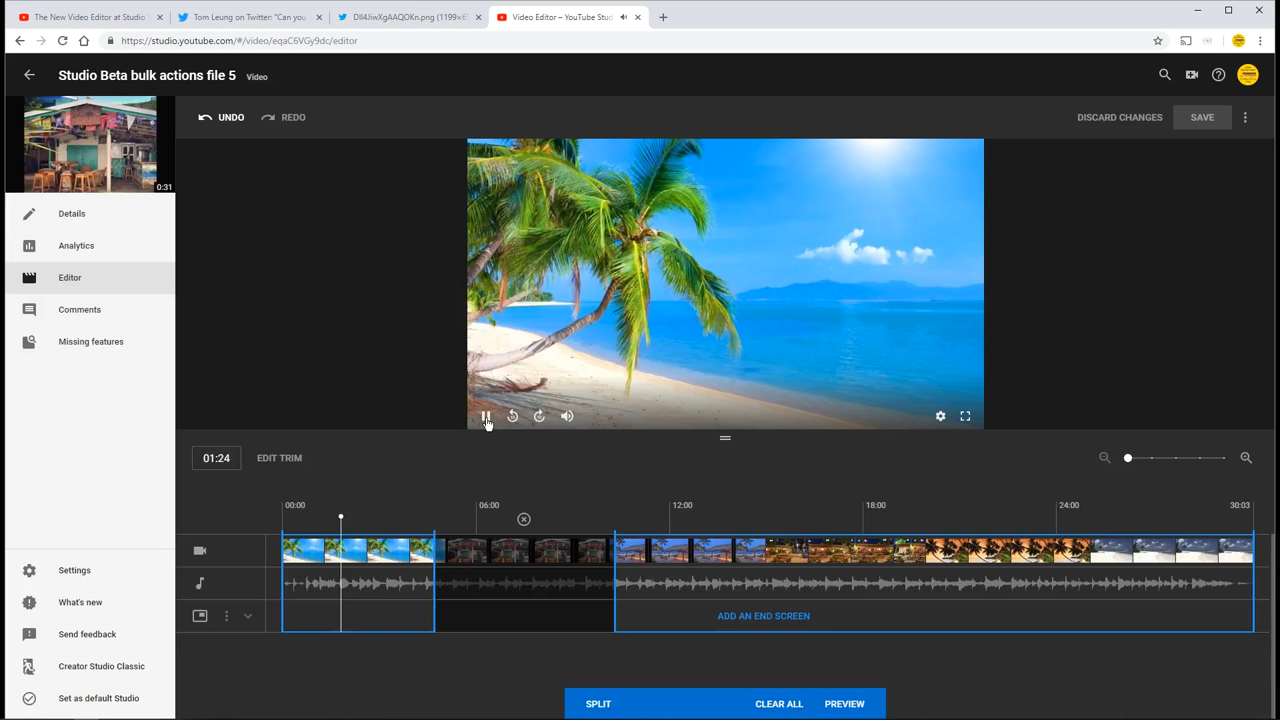 The New Video Editor at Studio
Tom Leung on Twitter: "Can you
Video Editor – YouTube Stud
https://studio.youtube.com/#/video/eqaC6VGy9dc/editor
Studio Beta bulk actions file 5 Video
UNDO REDO DISCARD CHANGES SAVE
0:31
Details
Analytics
Editor
Comments
Missing features
01:24 EDIT TRIM
00:00 06:00 12:00 18:00 24:00 30:03
ADD AN END SCREEN
Settings
What's new
Send feedback
Creator Studio Classic
Set as default Studio
SPLIT CLEAR ALL PREVIEW